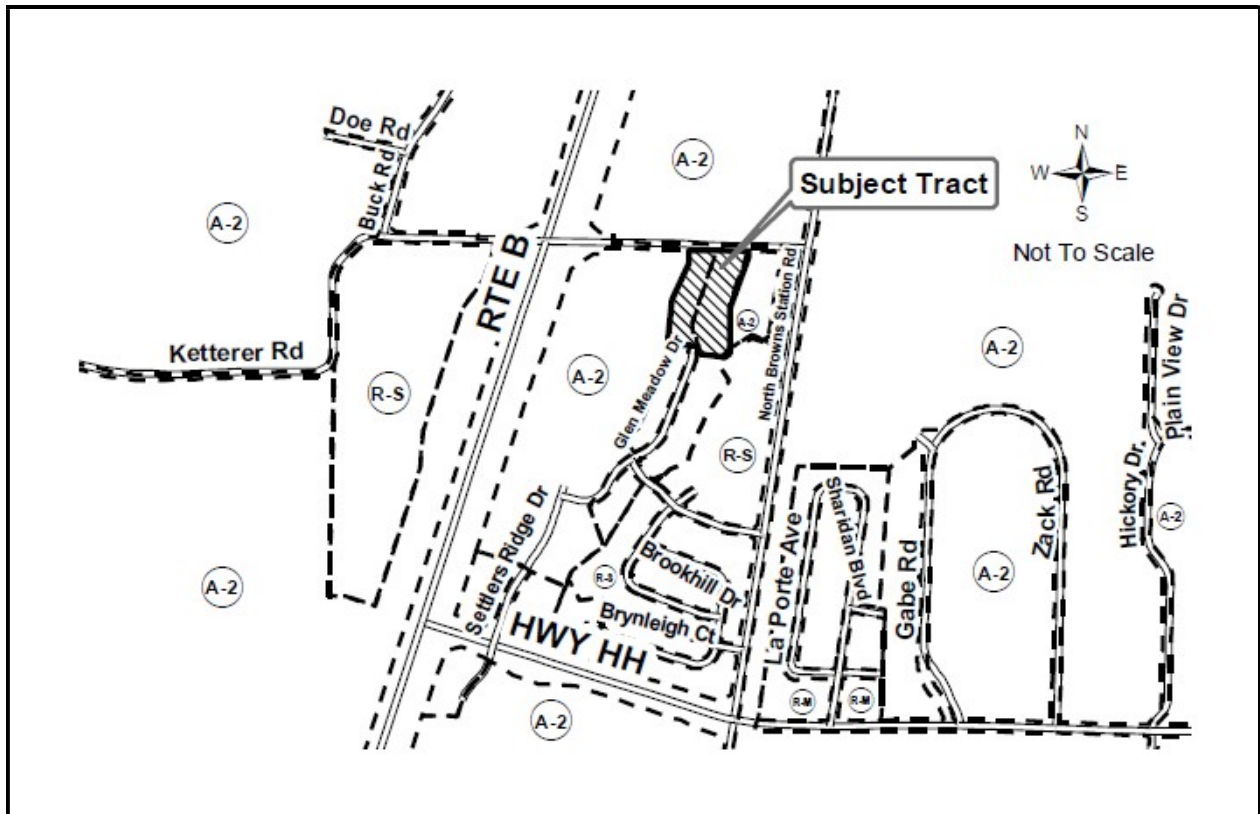 Doe Rd
Buck Rd
A-2
A-2
Subject Tract
N
W
E
S
Not To Scale
RTE B
North Browns Station Rd
A-2
Ketterer Rd
R-S
A-2
Glen Meadow Dr
A-2
Plain View Dr
R-S
Hickory Dr.
A-2
Settlers Ridge Dr
La Porte Ave
Sharidan Blvd
Gabe Rd
Zack Rd
A-2
A-2
R-S
Brookhill Dr
Brynleigh Ct
HWY HH
A-2
R-M
R-M